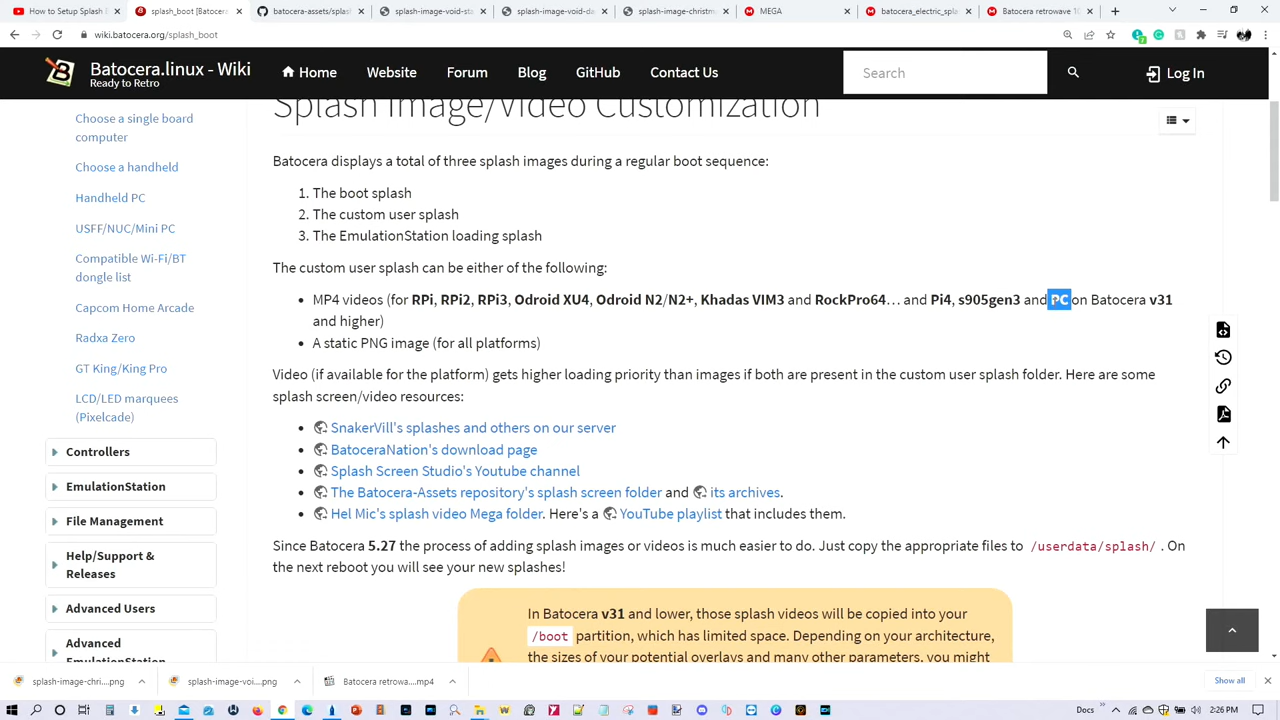 How to Setup Splash
splash_boot [Batocera
batocera-assets/splas
splash-image-void-sta
splash-image-void-da
splash-image-christm
MEGA
batocera_electric_spl
Batocera retrowave 10
wiki.batocera.org/splash_boot
Batocera.linux - Wiki
Ready to Retro
Home
Website
Forum
Blog
GitHub
Contact Us
Search
Log In
Choose a single board
computer
Choose a handheld
Handheld PC
USFF/NUC/Mini PC
Compatible Wi-Fi/BT
dongle list
Capcom Home Arcade
Radxa Zero
GT King/King Pro
LCD/LED marquees
(Pixelcade)
Controllers
EmulationStation
File Management
Help/Support &
Releases
Advanced Users
Advanced
EmulationStation
Splash Image/Video Customization
Batocera displays a total of three splash images during a regular boot sequence:
1. The boot splash
2. The custom user splash
3. The EmulationStation loading splash
The custom user splash can be either of the following:
• MP4 videos (for RPi, RPi2, RPi3, Odroid XU4, Odroid N2/N2+, Khadas VIM3 and RockPro64… and Pi4, s905gen3 and PC on Batocera v31
and higher)
• A static PNG image (for all platforms)
Video (if available for the platform) gets higher loading priority than images if both are present in the custom user splash folder. Here are some
splash screen/video resources:
• SnakerVill's splashes and others on our server
• BatoceraNation's download page
• Splash Screen Studio's Youtube channel
• The Batocera-Assets repository's splash screen folder and its archives.
• Hel Mic's splash video Mega folder. Here's a YouTube playlist that includes them.
Since Batocera 5.27 the process of adding splash images or videos is much easier to do. Just copy the appropriate files to /userdata/splash/ . On
the next reboot you will see your new splashes!
In Batocera v31 and lower, those splash videos will be copied into your
/boot partition, which has limited space. Depending on your architecture,
the sizes of your potential overlays and many other parameters, you might
splash-image-chri....png
splash-image-voi....png
Batocera retrowa....mp4
Show all
Docs
2:26 PM